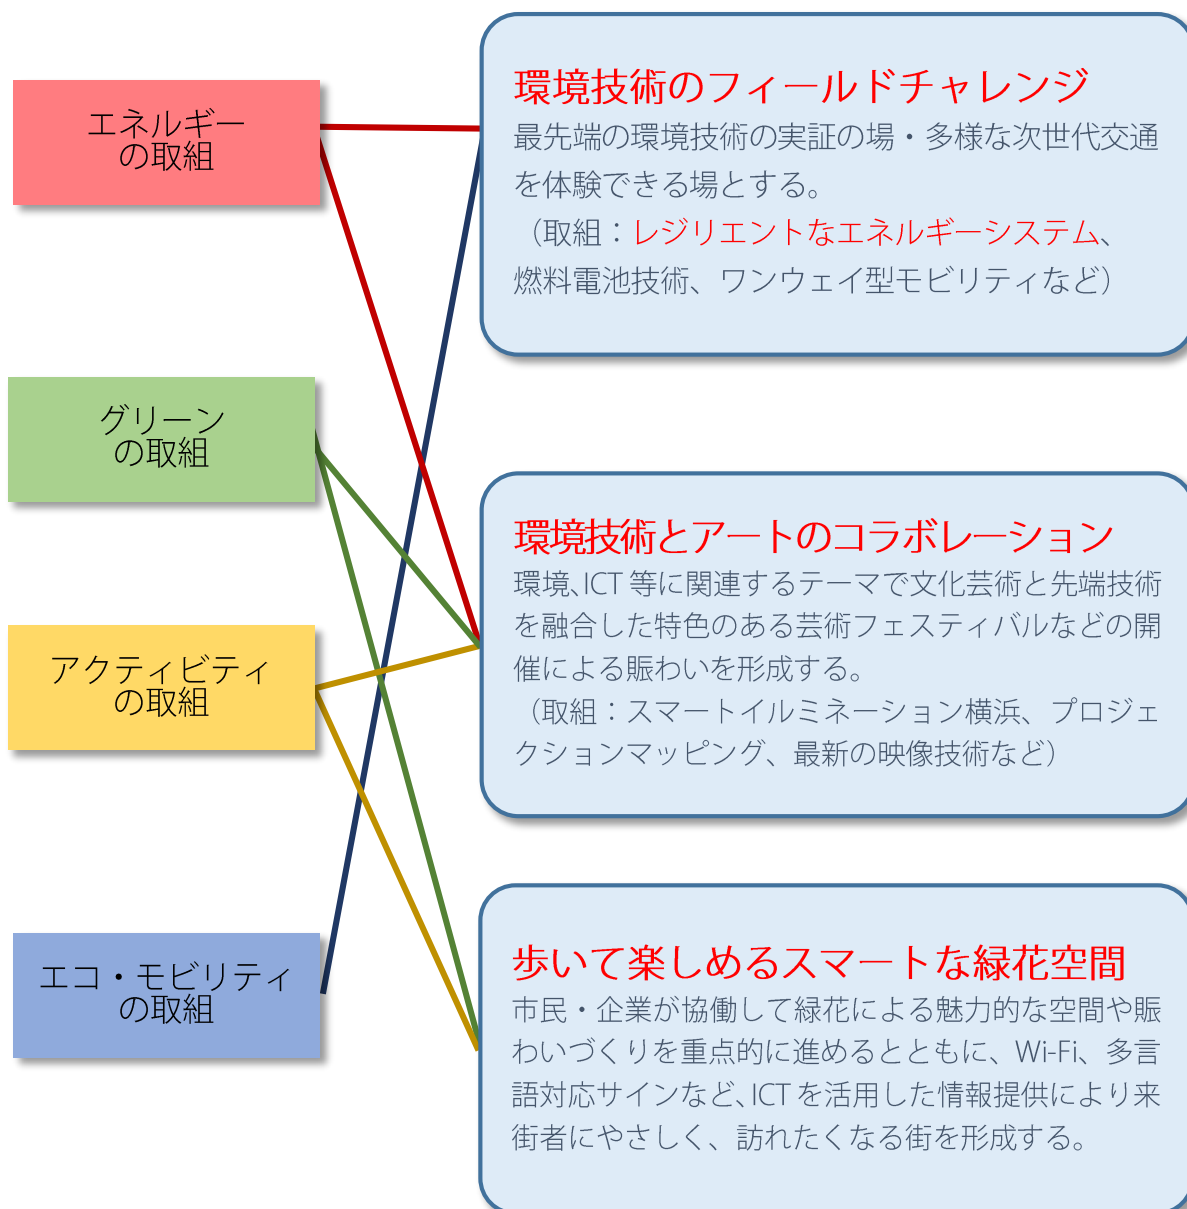 エネルギー
の取組
グリーン
の取組
アクティビティ
の取組
エコ・モビリティ
の取組
環境技術のフィールドチャレンジ
最先端の環境技術の実証の場・多様な次世代交通
を体験できる場とする。
（取組：レジリエントなエネルギーシステム、
燃料電池技術、ワンウェイ型モビリティなど）
環境技術とアートのコラボレーション
環境、ICT 等に関連するテーマで文化芸術と先端技術
を融合した特色のある芸術フェスティバルなどの開
催による賑わいを形成する。
（取組：スマートイルミネーション横浜、プロジェ
クションマッピング、最新の映像技術など）
歩いて楽しめるスマートな緑花空間
市民・企業が協働して緑花による魅力的な空間や賑
わいづくりを重点的に進めるとともに、Wi-Fi、多言
語対応サインなど、ICT を活用した情報提供により来
街者にやさしく、訪れたくなる街を形成する。